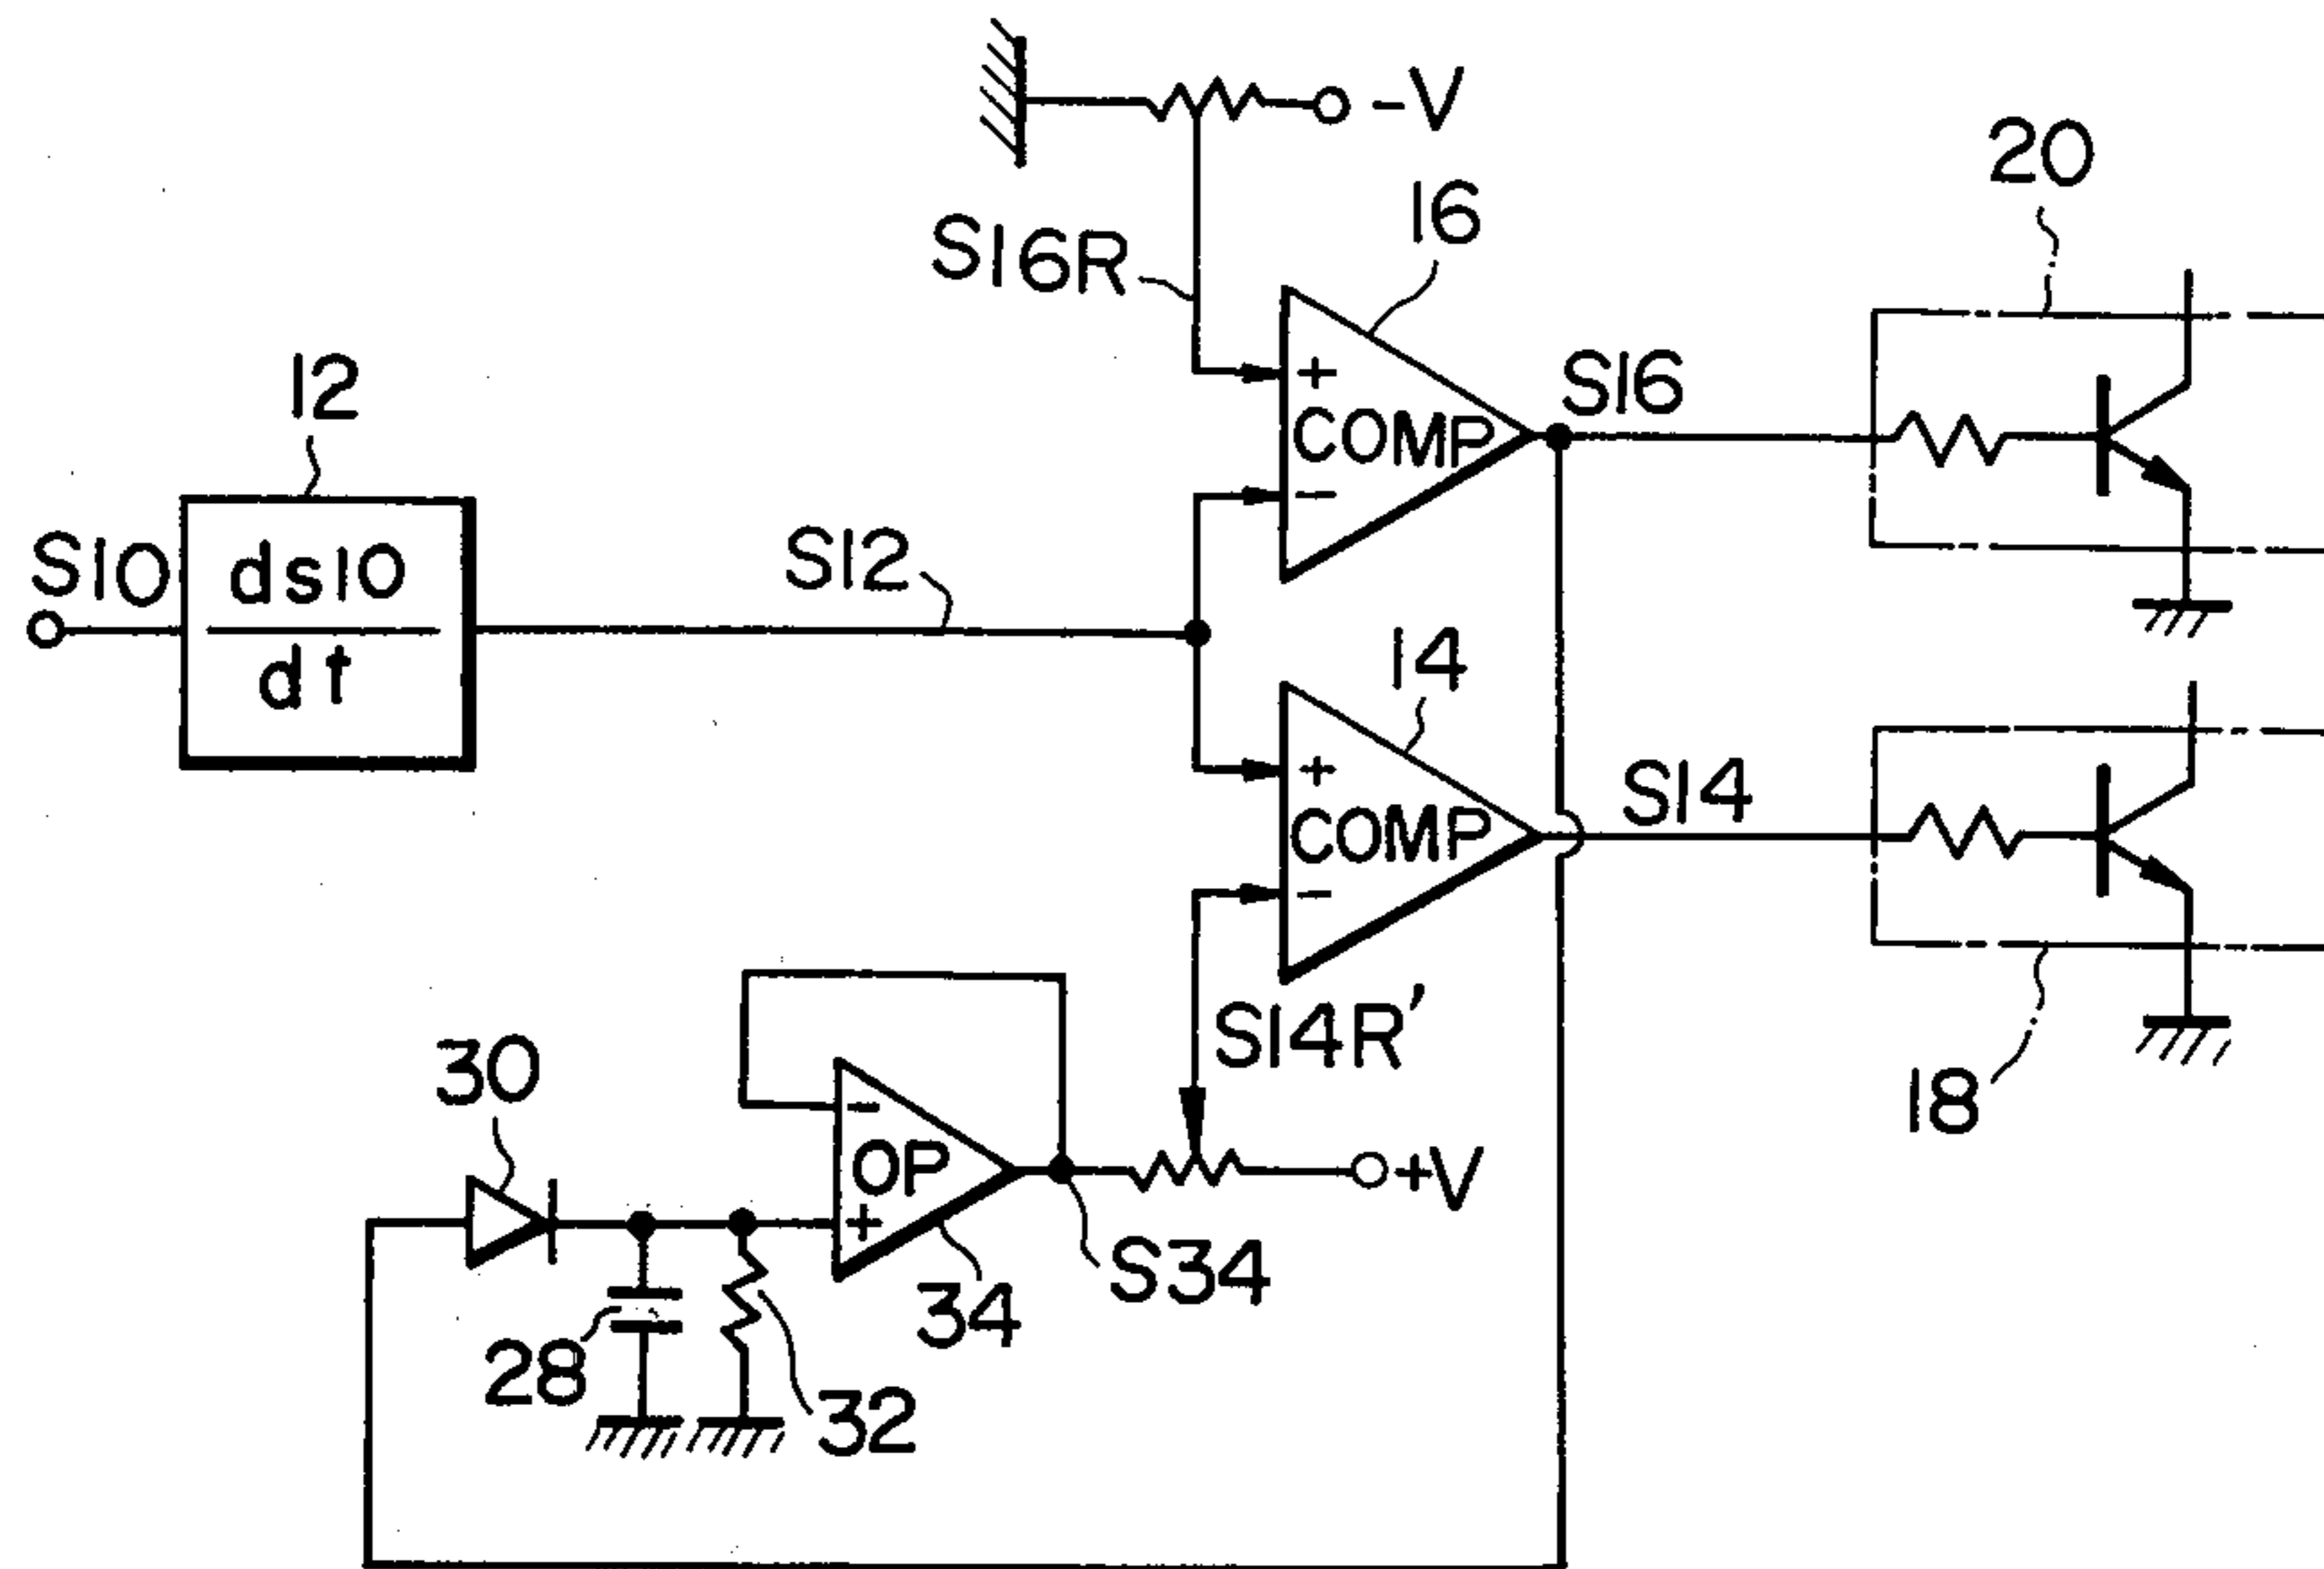 -V
20
16
S16R
+
COMP
-
S16
12
S10
ds10
dt
S12
14
+
COMP
-
S14
S14R'
18
30
-
OP
+
+V
S34
34
28
32